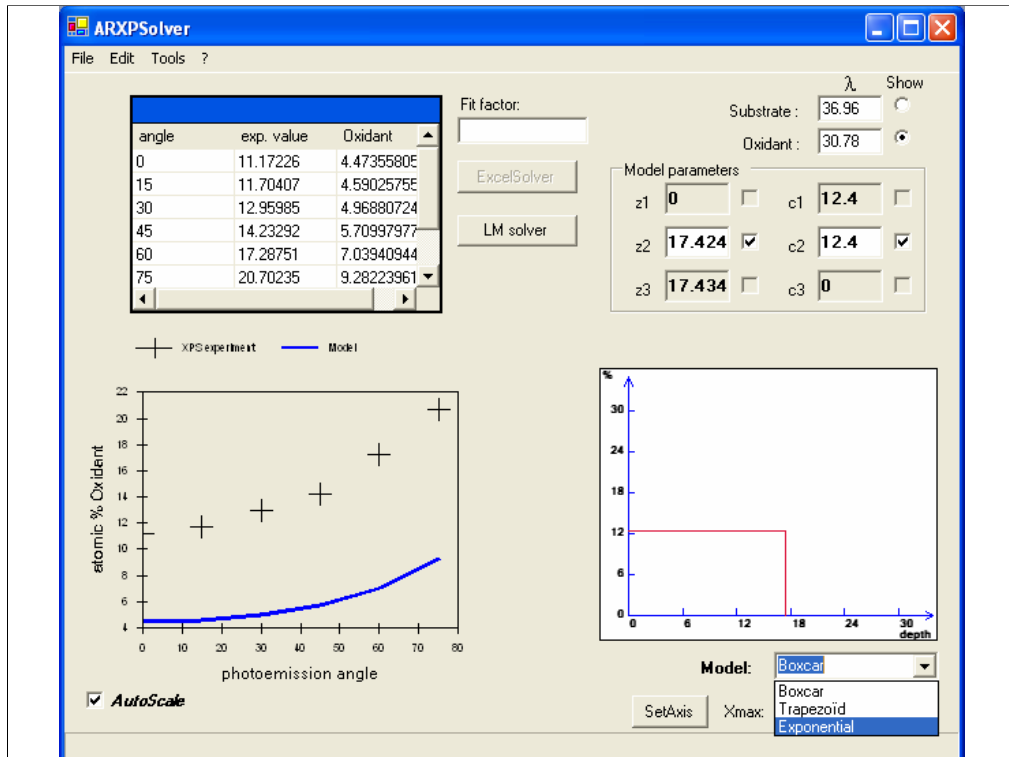 ARXPSolver
File Edit Tools ?
λ Show
Substrate : 36.96
Oxidant : 30.78
angle exp. value Oxidant
0 11.17226 4.47355805
15 11.70407 4.59025755
30 12.95985 4.96880724
45 14.23292 5.70997977
60 17.28751 7.03940944
75 20.70235 9.28223961
Fit factor:
ExcelSolver
LM solver
Model parameters
z1 0 c1 12.4
z2 17.424 c2 12.4
z3 17.434 c3 0
XPS experiment Model
22
20
18
16
14
12
10
8
6
4
atomic % Oxidant
0 10 20 30 40 50 60 70 80
photoemission angle
AutoScale
%
30
24
18
12
6
0
0 6 12 18 24 30
depth
Model: Boxcar
Boxcar
Trapezoïd
Exponential
SetAxis Xmax: